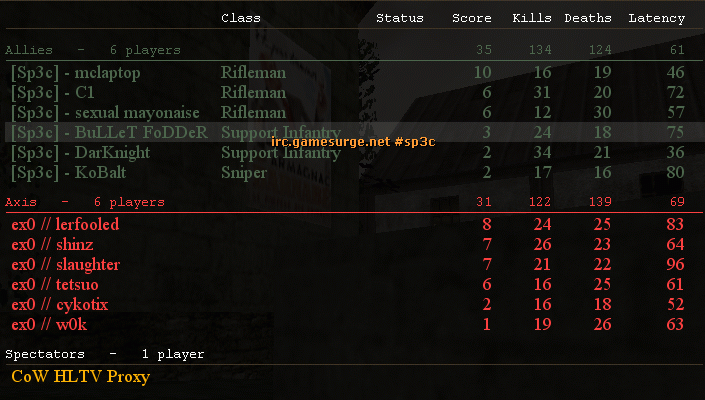 Class Status Score Kills Deaths Latency
Allies - 6 players 35 134 124 61
[Sp3c] - mclaptop Rifleman 10 16 19 46
[Sp3c] - C1 Rifleman 6 31 20 72
[Sp3c] - sexual mayonaise Rifleman 6 12 30 57
[Sp3c] - BuLLeT FoDDeR Support Infantry 3 24 18 75
irc.gamesurge.net #sp3c
[Sp3c] - DarKnight Support Infantry 2 34 21 36
[Sp3c] - KoBalt Sniper 2 17 16 80
Axis - 6 players 31 122 139 69
ex0 // lerfooled 8 24 25 83
ex0 // shinz 7 26 23 64
ex0 // slaughter 7 21 22 96
ex0 // tetsuo 6 16 25 61
ex0 // cykotix 2 16 18 52
ex0 // w0k 1 19 26 63
Spectators - 1 player
CoW HLTV Proxy